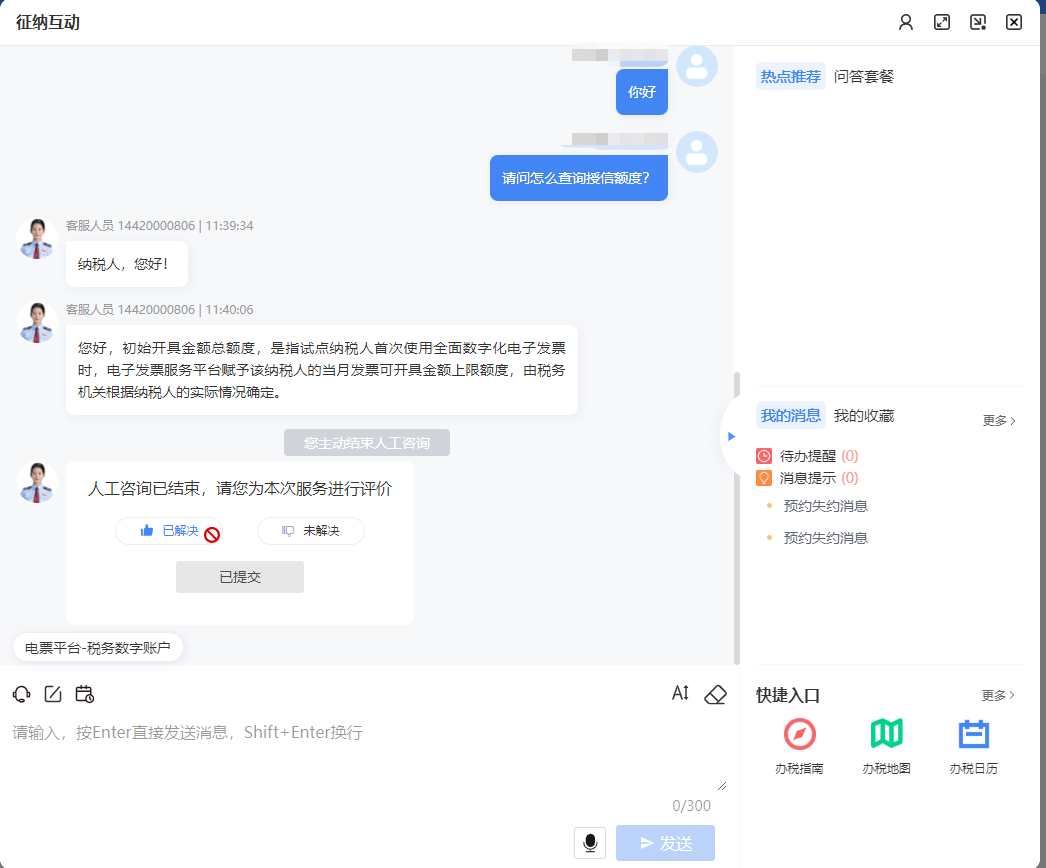 征纳互动
你好
请问怎么查询授信额度？
客服人员 14420000806 | 11:39:34
纳税人，您好！
客服人员 14420000806 | 11:40:06
您好，初始开具金额总额度，是指试点纳税人首次使用全面数字化电子发票
时，电子发票服务平台赋予该纳税人的当月发票可开具金额上限额度，由税务
机关根据纳税人的实际情况确定。
您主动结束人工咨询
人工咨询已结束，请您为本次服务进行评价
已解决 未解决
已提交
电票平台-税务数字账户
请输入，按Enter直接发送消息，Shift+Enter换行
0/300
发送
热点推荐 问答套餐
我的消息 我的收藏 更多
待办提醒 (0)
消息提示 (0)
预约失约消息
预约失约消息
快捷入口 更多
办税指南 办税地图 办税日历